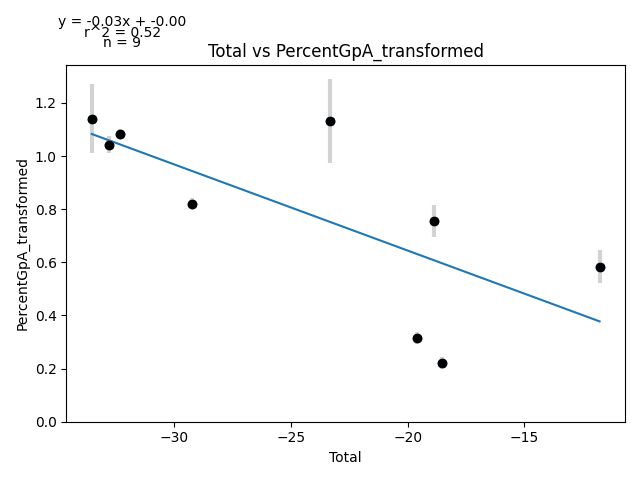 y = -0.03x + -0.00
r^2 = 0.52
n = 9
Total vs PercentGpA_transformed
PercentGpA_transformed
1.2
1.0
0.8
0.6
0.4
0.2
0.0
−30
−25
−20
−15
Total